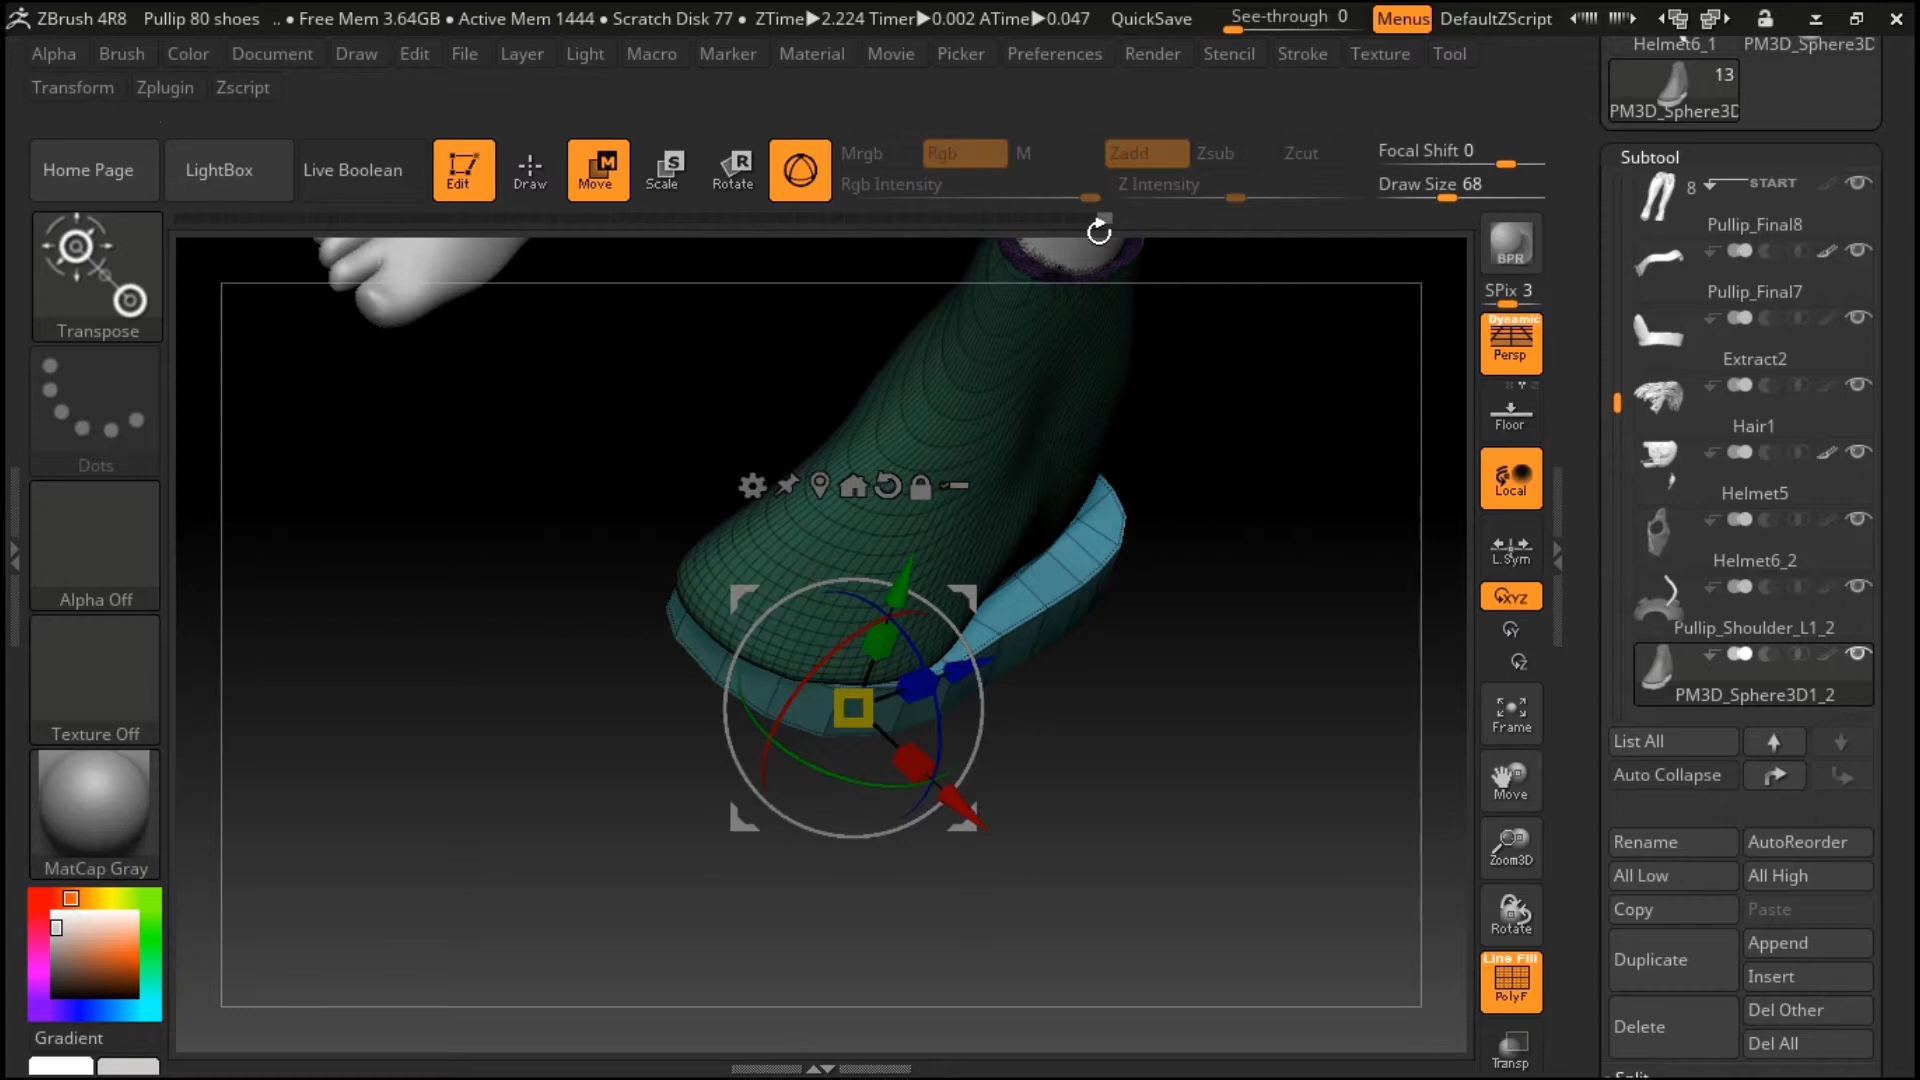 ZBrush 4R8 Pullip 80 shoes .. • Free Mem 3.64GB • Active Mem 1444 • Scratch Disk 77 • ZTime▶2.224 Timer▶0.002 ATime▶0.047 QuickSave See-through 0 Menus DefaultZScript
Alpha Brush Color Document Draw Edit File Layer Light Macro Marker Material Movie Picker Preferences Render Stencil Stroke Texture Tool
Transform Zplugin Zscript
Home Page LightBox Live Boolean Edit Draw Move Scale Rotate
Mrgb Rgb M Zadd Zsub Zcut Focal Shift 0
Rgb Intensity Z Intensity Draw Size 68
Transpose
Dots
Alpha Off
Texture Off
MatCap Gray
Gradient
BPR
SPix 3
Dynamic
Persp
Floor
Local
L.Sym
XYZ
Y
Z
Frame
Move
Zoom3D
Rotate
Line Fill
PolyF
Transp
Helmet6_1 PM3D_Sphere3D
13
PM3D_Sphere3D
Subtool
8 START
Pullip_Final8
Pullip_Final7
Extract2
Hair1
Helmet5
Helmet6_2
Pullip_Shoulder_L1_2
PM3D_Sphere3D1_2
List All
Auto Collapse
Rename AutoReorder
All Low All High
Copy Paste
Duplicate Append
Insert
Delete Del Other
Del All
Split